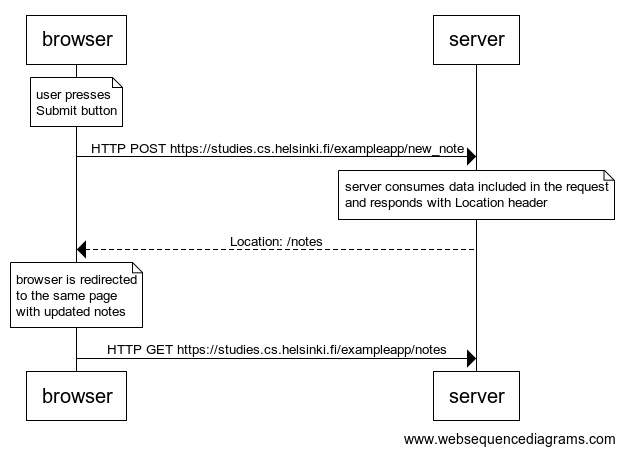 browser
server
user presses
Submit button
HTTP POST https://studies.cs.helsinki.fi/exampleapp/new_note
server consumes data included in the request
and responds with Location header
Location: /notes
browser is redirected
to the same page
with updated notes
HTTP GET https://studies.cs.helsinki.fi/exampleapp/notes
browser
server
www.websequencediagrams.com